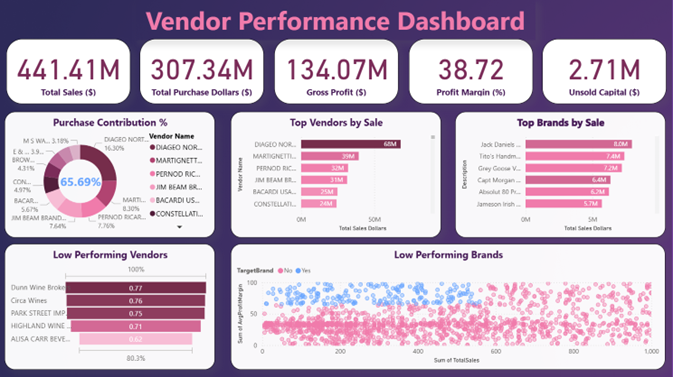 Vendor Performance Dashboard
441.41M
Total Sales ($)
307.34M
Total Purchase Dollars ($)
134.07M
Gross Profit ($)
38.72
Profit Margin (%)
2.71M
Unsold Capital ($)
Purchase Contribution %
M S WA... 3.18%
E & ... 3.9...
BROW...
4.31%
CON...
4.97%
BACAR...
5.67%
JIM BEAM BRAND...
7.64%
DIAGEO NORT...
16.30%
MARTI...
8.30%
PERNOD RICAR...
7.76%
65.69%
Vendor Name
DIAGEO NOR...
MARTIGNETT...
PERNOD RIC...
JIM BEAM BR...
BACARDI US...
CONSTELLATI...
Top Vendors by Sale
Vendor Name
DIAGEO NOR... 68M
MARTIGNETTI... 39M
PERNOD RIC... 32M
JIM BEAM BR... 31M
BACARDI USA... 25M
CONSTELLATI... 24M
0M 50M
Total Sales Dollars
Top Brands by Sale
Description
Jack Daniels ... 8.0M
Tito's Handm... 7.4M
Grey Goose V... 7.2M
Capt Morgan ... 6.4M
Absolut 80 Pr... 6.2M
Jameson Irish ... 5.7M
0M 5M
Total Sales Dollars
Low Performing Vendors
100%
Dunn Wine Broke... 0.77
Circa Wines 0.76
PARK STREET IMP... 0.75
HIGHLAND WINE ... 0.71
ALISA CARR BEVE... 0.62
80.3%
Low Performing Brands
TargetBrand No Yes
Sum of AvgProfitMargin
100
50
0
0 200 400 600 800 1,000
Sum of TotalSales